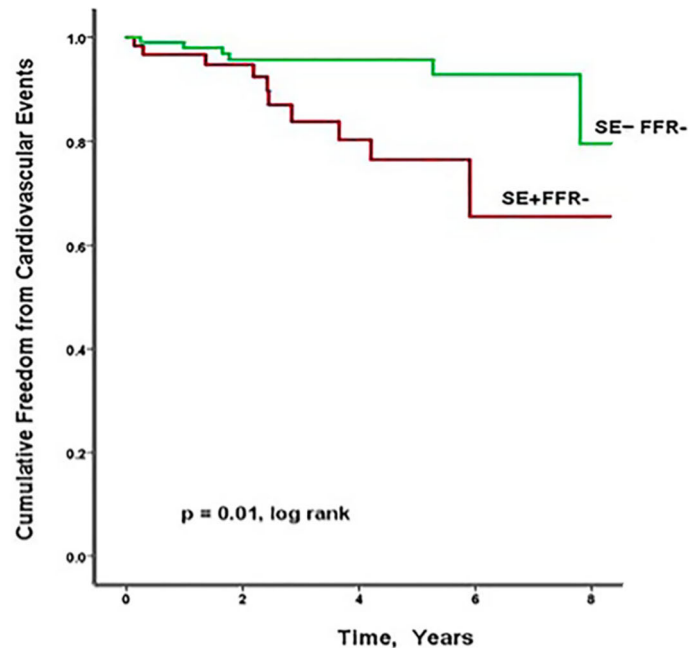 Cumulative Freedom from Cardiovascular Events
1.0
0.8
0.6
0.4
0.2
0.0
SE− FFR-
SE+FFR-
p = 0.01, log rank
0 2 4 6 8
Time, Years